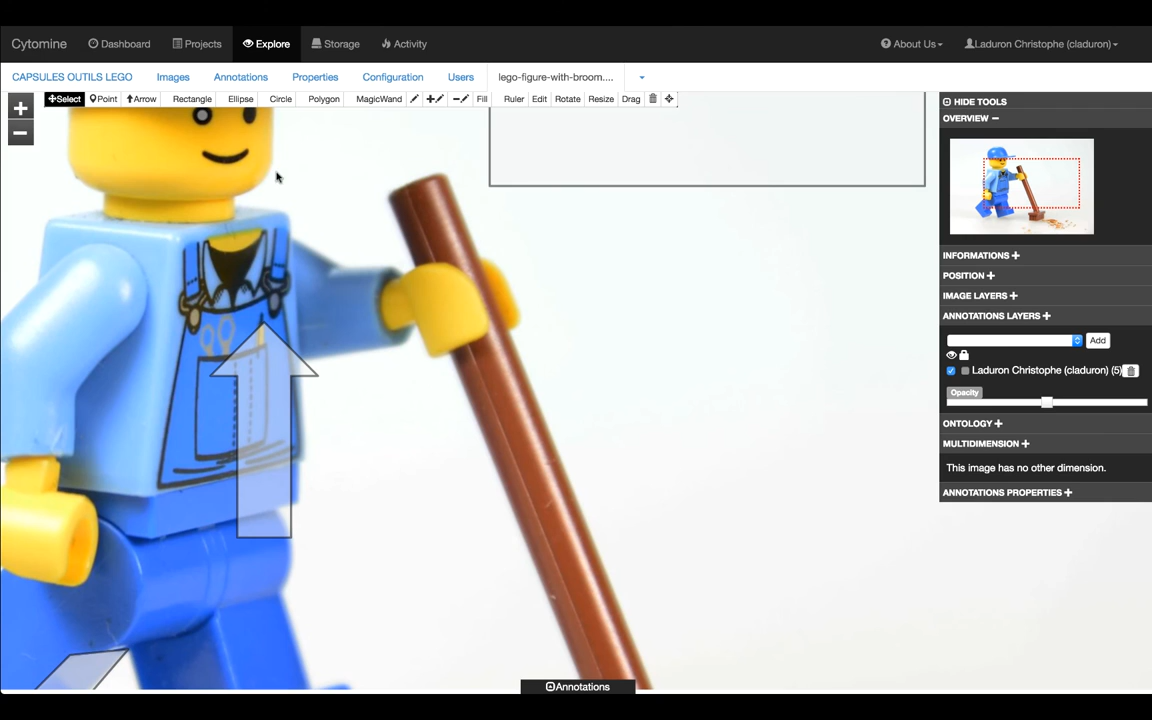 Cytomine Dashboard Projects Explore Storage Activity About Us Laduron Christophe (claduron)
CAPSULES OUTILS LEGO Images Annotations Properties Configuration Users lego-figure-with-broom....
Select Point Arrow Rectangle Ellipse Circle Polygon MagicWand Fill Ruler Edit Rotate Resize Drag
HIDE TOOLS
OVERVIEW
INFORMATIONS
POSITION
IMAGE LAYERS
ANNOTATIONS LAYERS
Add
Laduron Christophe (claduron) (5)
Opacity
ONTOLOGY
MULTIDIMENSION
This image has no other dimension.
ANNOTATIONS PROPERTIES
Annotations